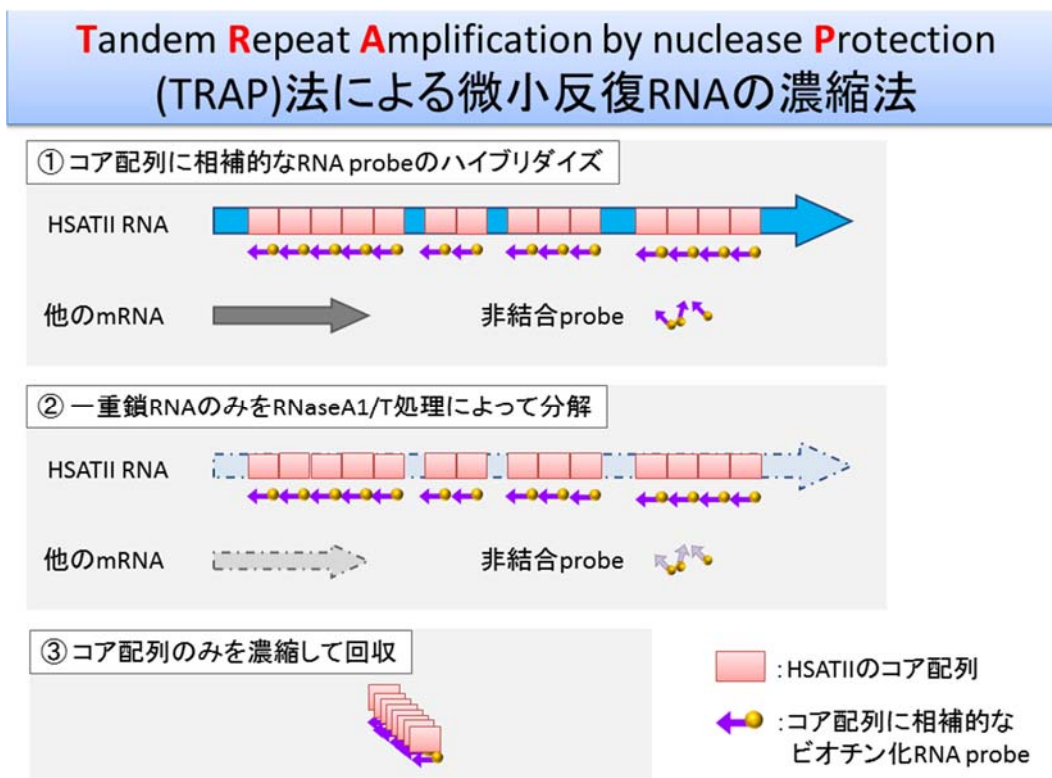 Tandem Repeat Amplification by nuclease Protection
(TRAP)法による微小反復RNAの濃縮法
① コア配列に相補的なRNA probeのハイブリダイズ
HSATII RNA
他のmRNA
非結合probe
② 一重鎖RNAのみをRNaseA1/T処理によって分解
HSATII RNA
他のmRNA
非結合probe
③ コア配列のみを濃縮して回収
:HSATIIのコア配列
:コア配列に相補的な
ビオチン化RNA probe